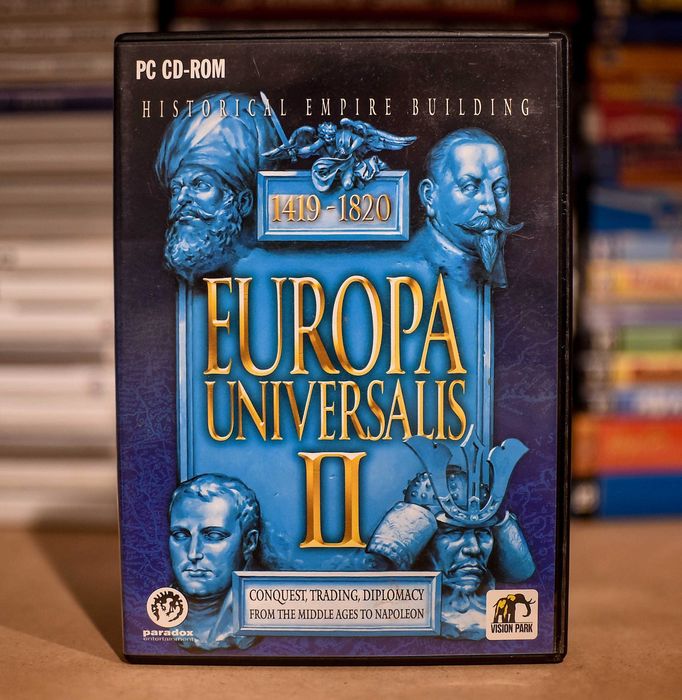 PC CD-ROM
HISTORICAL EMPIRE BUILDING
1419-1820
EUROPA
UNIVERSALIS
II
CONQUEST, TRADING, DIPLOMACY
FROM THE MIDDLE AGES TO NAPOLEON
paradox
entertainment
VISION PARK